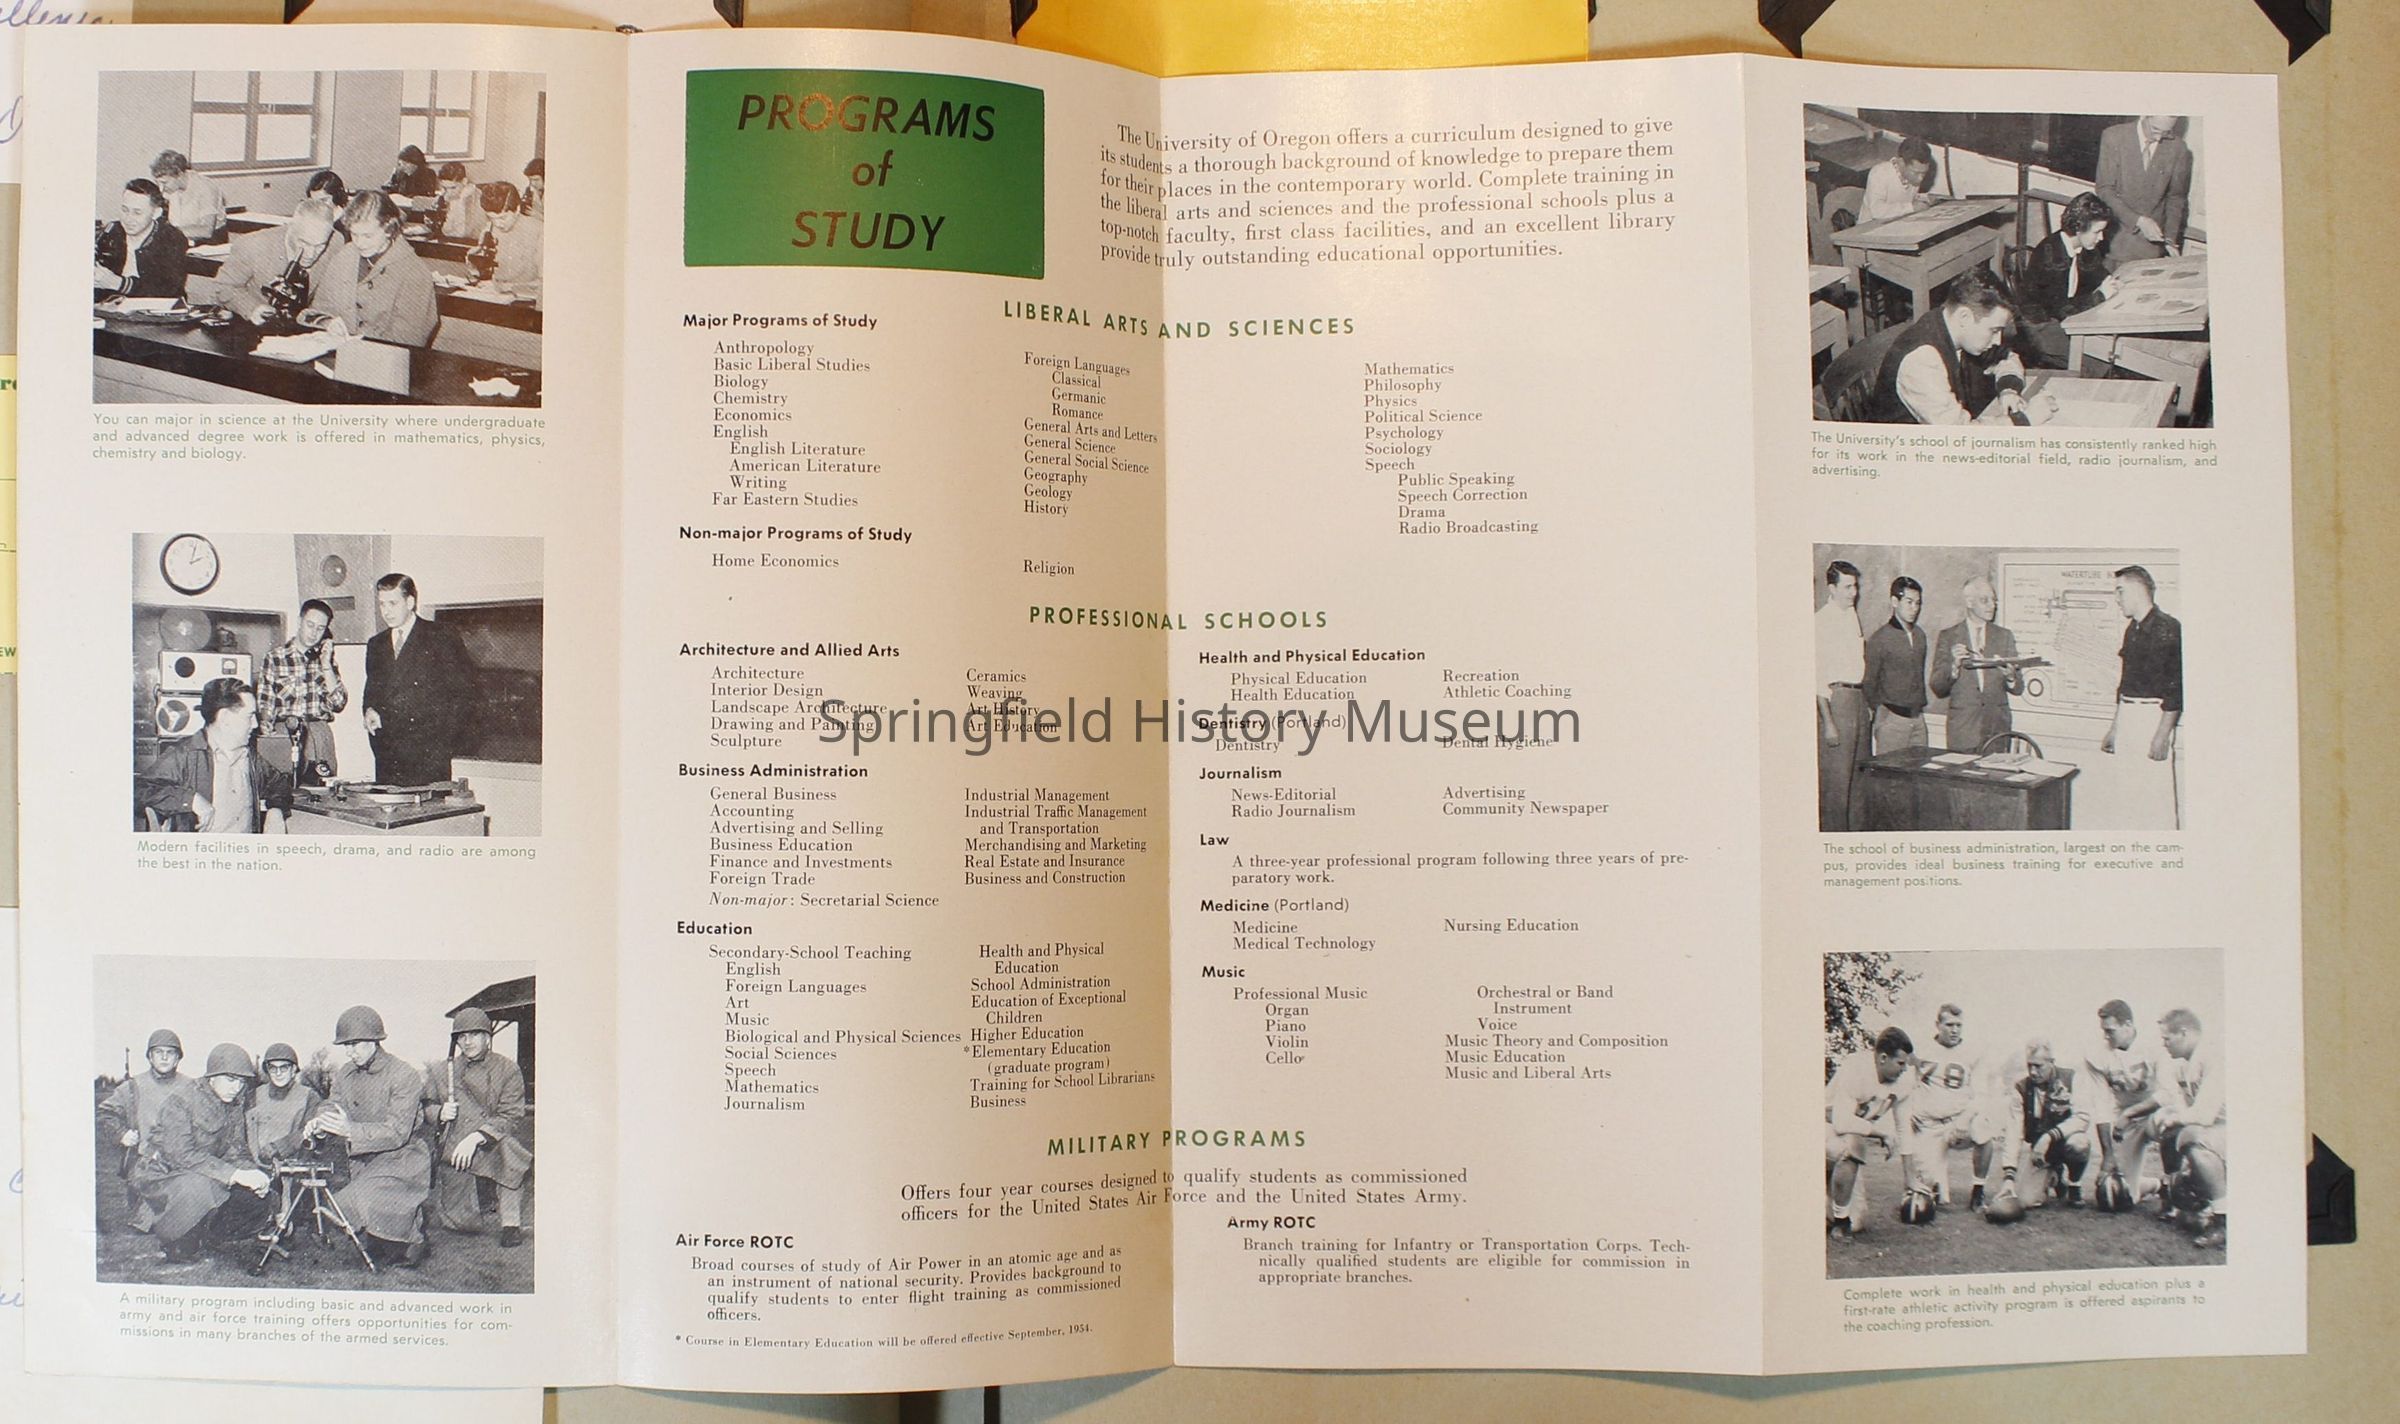 You can major in science at the University where undergraduate
and advanced degree work is offered in mathematics, physics,
chemistry and biology.
Modern facilities in speech, drama, and radio are among
the best in the nation.
A military program including basic and advanced work in
army and air force training offers opportunities for com-
missions in many branches of the armed services.
PROGRAMS
of
STUDY
The University of Oregon offers a curriculum designed to give
its students a thorough background of knowledge to prepare them
for their places in the contemporary world. Complete training in
the liberal arts and sciences and the professional schools plus a
top-notch faculty, first class facilities, and an excellent library
provide truly outstanding educational opportunities.
LIBERAL ARTS AND SCIENCES
Major Programs of Study
Anthropology
Basic Liberal Studies
Biology
Chemistry
Economics
English
English Literature
American Literature
Writing
Far Eastern Studies
Foreign Languages
Classical
Germanic
Romance
General Arts and Letters
General Science
General Social Science
Geography
Geology
History
Mathematics
Philosophy
Physics
Political Science
Psychology
Sociology
Speech
Public Speaking
Speech Correction
Drama
Radio Broadcasting
Non-major Programs of Study
Home Economics
Religion
PROFESSIONAL SCHOOLS
Architecture and Allied Arts
Architecture
Interior Design
Landscape Architecture
Drawing and Painting
Sculpture
Ceramics
Weaving
Art History
Art Education
Business Administration
General Business
Accounting
Advertising and Selling
Business Education
Finance and Investments
Foreign Trade
Non-major: Secretarial Science
Industrial Management
Industrial Traffic Management
and Transportation
Merchandising and Marketing
Real Estate and Insurance
Business and Construction
Education
Secondary-School Teaching
English
Foreign Languages
Art
Music
Biological and Physical Sciences
Social Sciences
Speech
Mathematics
Journalism
Health and Physical
Education
School Administration
Education of Exceptional
Children
Higher Education
*Elementary Education
(graduate program)
Training for School Librarians
Business
Health and Physical Education
Physical Education
Health Education
Recreation
Athletic Coaching
Dentistry (Portland)
Dentistry
Dental Hygiene
Journalism
News-Editorial
Radio Journalism
Advertising
Community Newspaper
Law
A three-year professional program following three years of pre-
paratory work.
Medicine (Portland)
Medicine
Medical Technology
Nursing Education
Music
Professional Music
Organ
Piano
Violin
Cello
Orchestral or Band
Instrument
Voice
Music Theory and Composition
Music Education
Music and Liberal Arts
MILITARY PROGRAMS
Offers four year courses designed to qualify students as commissioned
officers for the United States Air Force and the United States Army.
Air Force ROTC
Broad courses of study of Air Power in an atomic age and as
an instrument of national security. Provides background to
qualify students to enter flight training as commissioned
officers.
* Course in Elementary Education will be offered effective September, 1954.
Army ROTC
Branch training for Infantry or Transportation Corps. Tech-
nically qualified students are eligible for commission in
appropriate branches.
The University's school of journalism has consistently ranked high
for its work in the news-editorial field, radio journalism, and
advertising.
WATERTUBE
The school of business administration, largest on the cam-
pus, provides ideal business training for executive and
management positions.
78
Complete work in health and physical education plus a
first-rate athletic activity program is offered aspirants to
the coaching profession.
Springfield History Museum